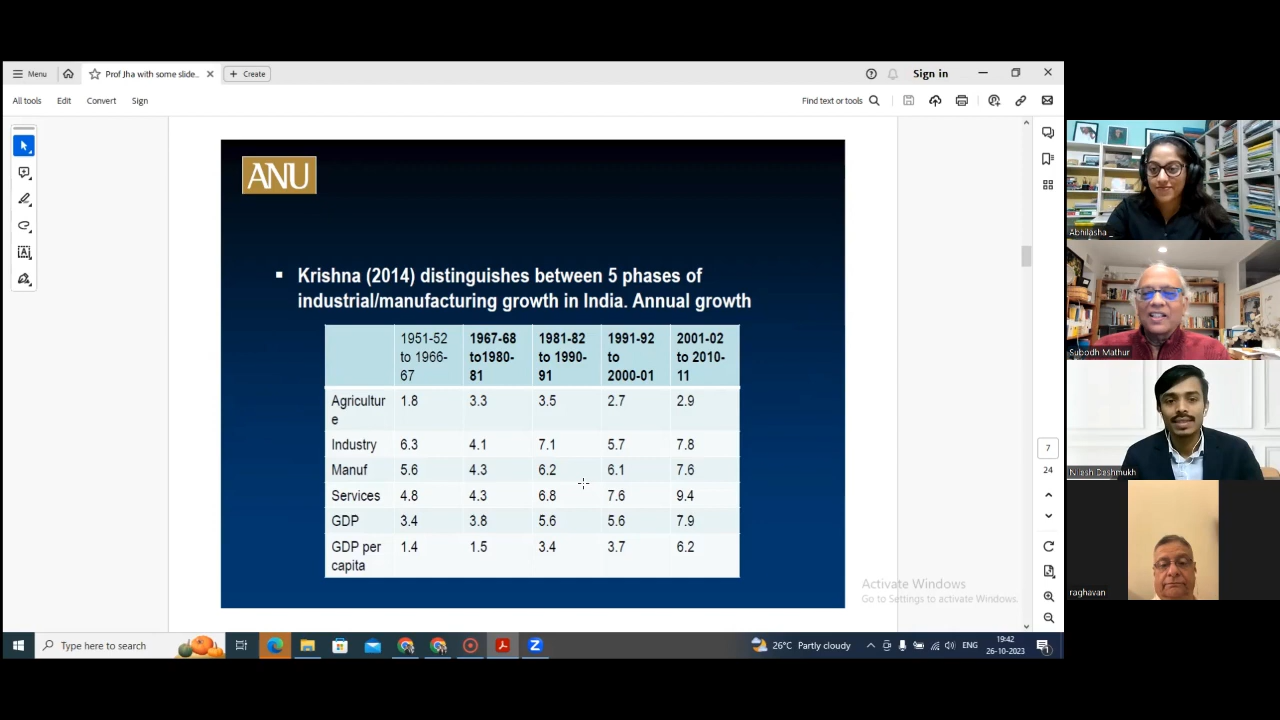 Menu
Prof Jha with some slide...
Create
Sign in
All tools
Edit
Convert
Sign
Find text or tools
ANU
Krishna (2014) distinguishes between 5 phases of
industrial/manufacturing growth in India. Annual growth
1951-52 to 1966-67 1967-68 to1980-81 1981-82 to 1990-91 1991-92 to 2000-01 2001-02 to 2010-11
Agriculture 1.8 3.3 3.5 2.7 2.9
Industry 6.3 4.1 7.1 5.7 7.8
Manuf 5.6 4.3 6.2 6.1 7.6
Services 4.8 4.3 6.8 7.6 9.4
GDP 3.4 3.8 5.6 5.6 7.9
GDP per capita 1.4 1.5 3.4 3.7 6.2
7
24
Activate Windows
Go to Settings to activate Windows.
Type here to search
26°C Partly cloudy
ENG
19:42
26-10-2023
1
Abhilasha _
Subodh Mathur
Nilesh Deshmukh
raghavan